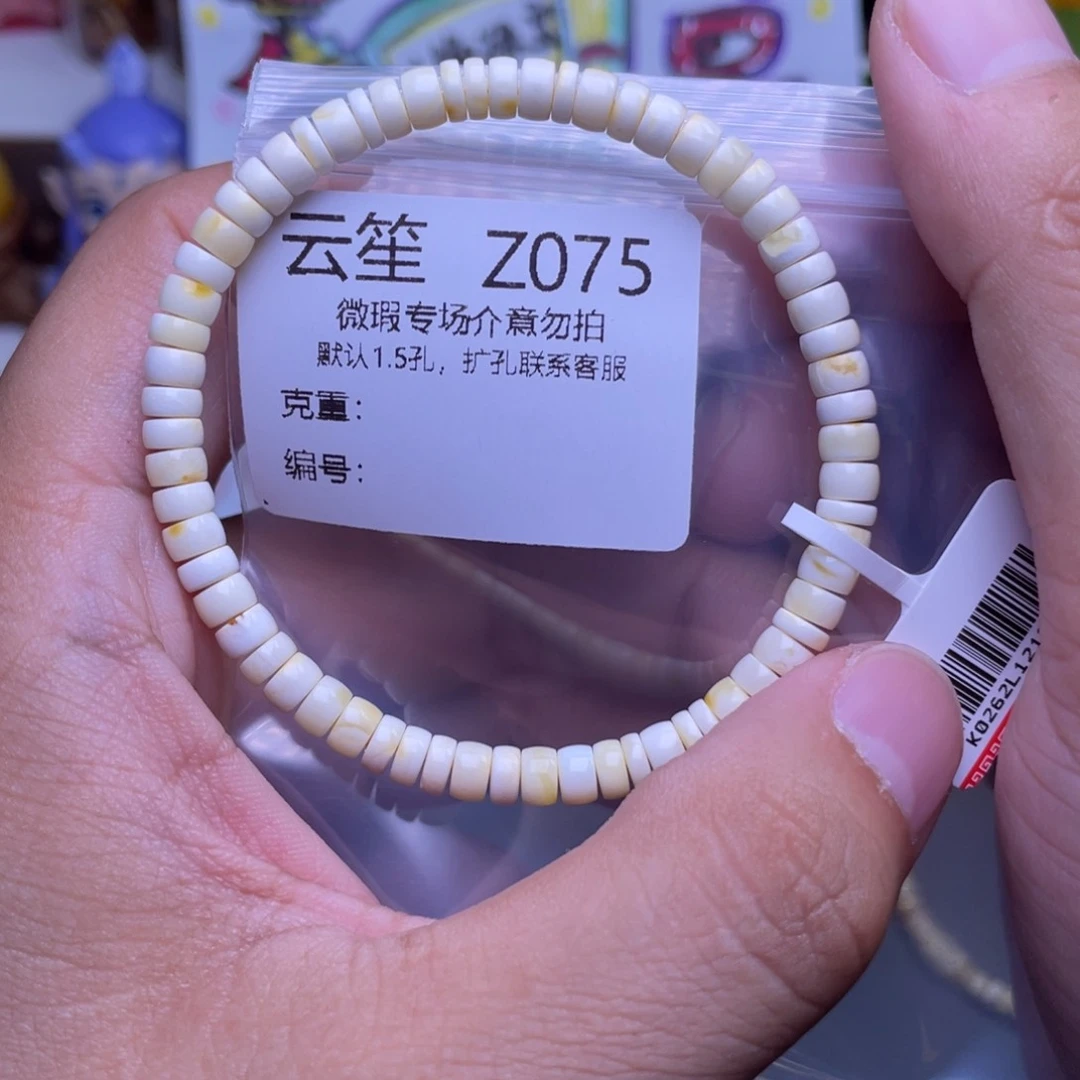 云笙 Z075
微瑕专场介意勿拍
默认1.5孔，扩孔联系客服
克重：
编号：